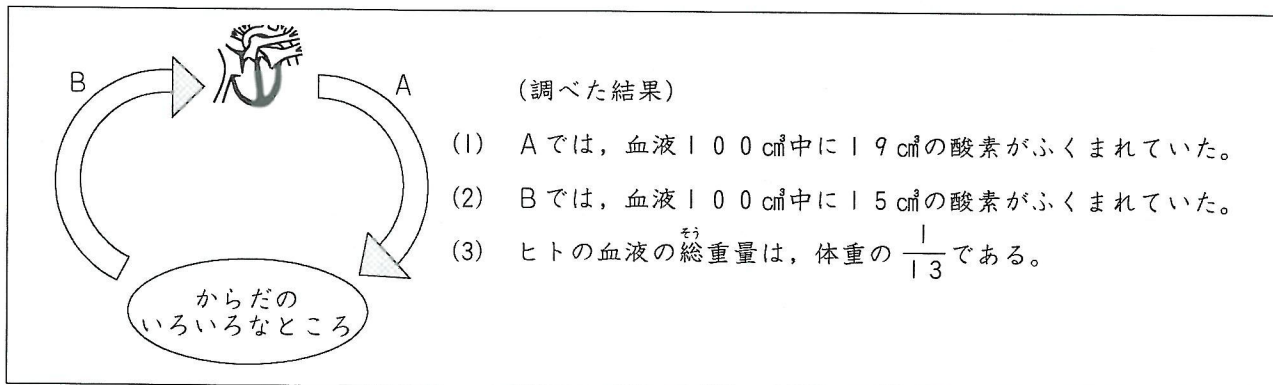 B
A
(調べた結果)
(1) Aでは,血液100cm³中に19cm³の酸素がふくまれていた。
(2) Bでは,血液100cm³中に15cm³の酸素がふくまれていた。
そう
(3) ヒトの血液の総重量は,体重の1/13である。
からだの
いろいろなところ